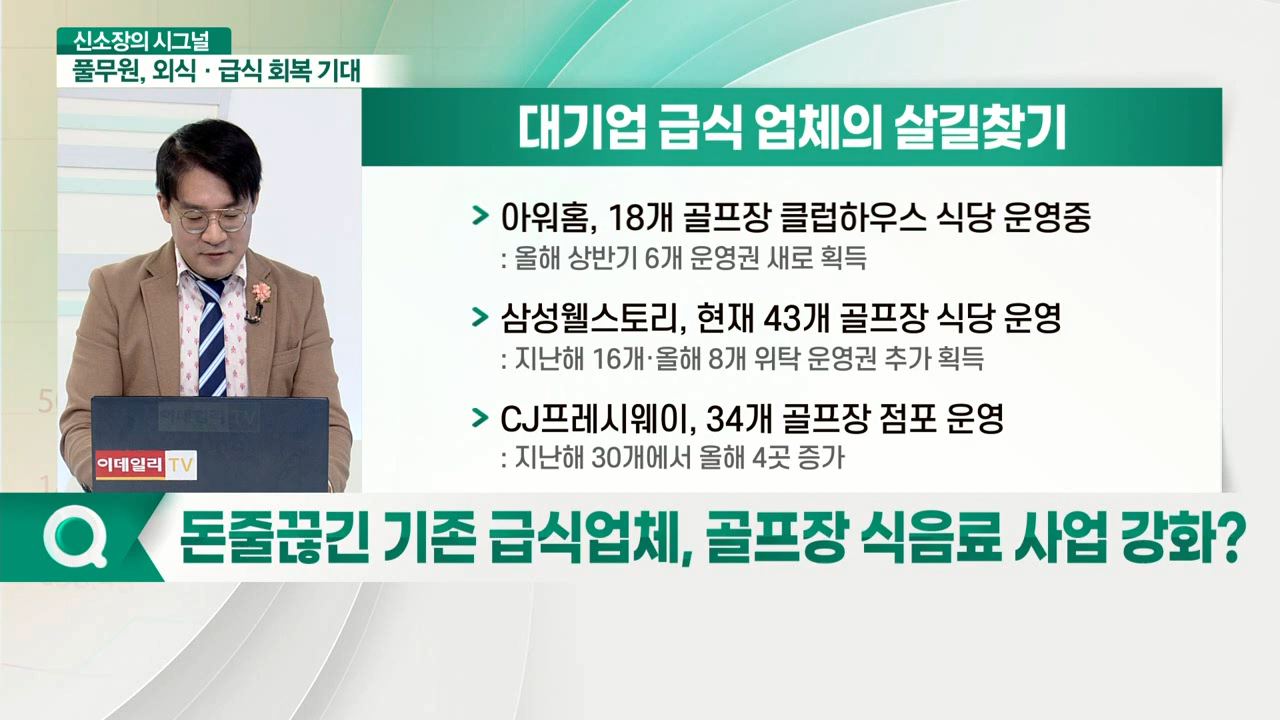 신소장의 시그널
풀무원, 외식 · 급식 회복 기대
대기업 급식 업체의 살길찾기
> 아워홈, 18개 골프장 클럽하우스 식당 운영중
: 올해 상반기 6개 운영권 새로 획득
> 삼성웰스토리, 현재 43개 골프장 식당 운영
: 지난해 16개·올해 8개 위탁 운영권 추가 획득
> CJ프레시웨이, 34개 골프장 점포 운영
: 지난해 30개에서 올해 4곳 증가
이데일리 TV
이데일리 TV
Q 돈줄끊긴 기존 급식업체, 골프장 식음료 사업 강화?